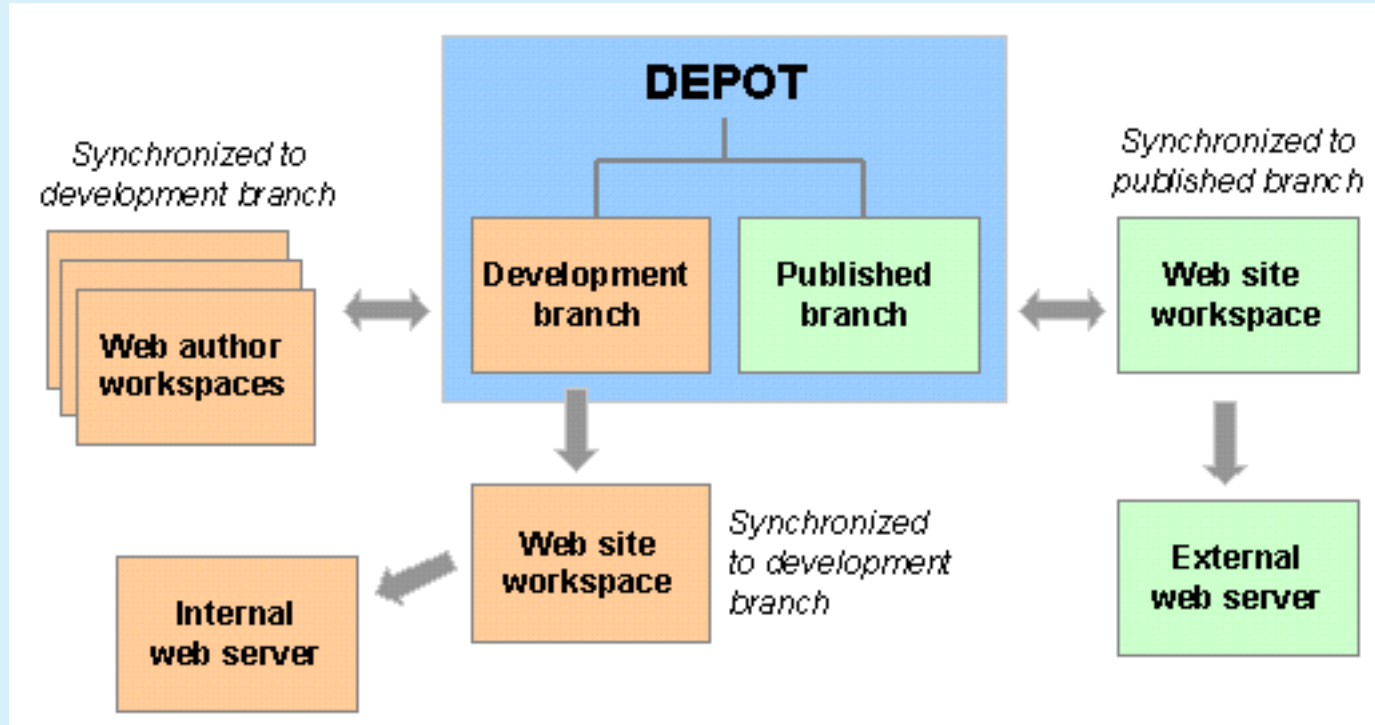 DEPOT
Synchronized to
development branch
Synchronized to
published branch
Development
branch
Published
branch
Web site
workspace
Web author
workspaces
Web site
workspace
Synchronized
to development
branch
External
web server
Internal
web server